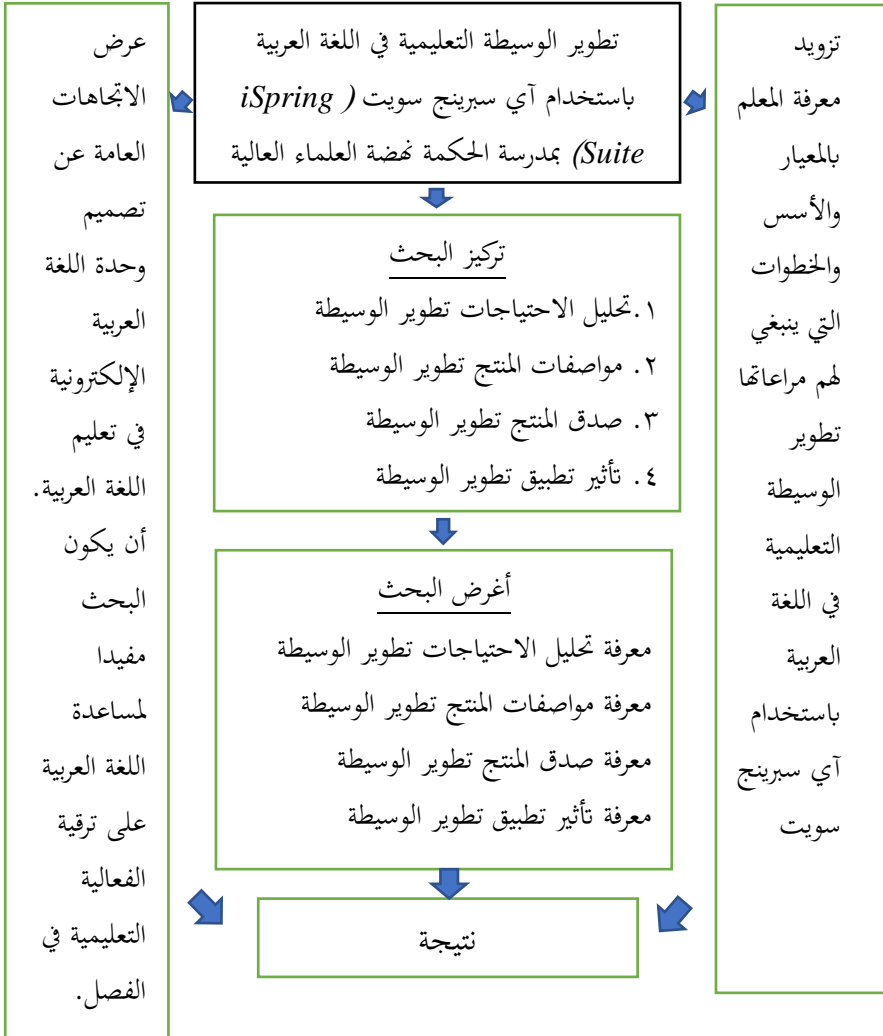 تطوير الوسيطة التعليمية في اللغة العربية
باستخدام آي سبرينج سويت ( iSpring
Suite) بمدرسة الحكمة نهضة العلماء العالية
تزويد
معرفة المعلم
بالمعيار
والأسس
والخطوات
التي ينبغي
لهم مراعاتها
تطوير
الوسيطة
التعليمية
في اللغة
العربية
باستخدام
آي سبرينج
سويت
تركيز البحث
١.تحليل الاحتياجات تطوير الوسيطة
٢. مواصفات المنتج تطوير الوسيطة
٣. صدق المنتج تطوير الوسيطة
٤. تأثير تطبيق تطوير الوسيطة
أغرض البحث
معرفة تحليل الاحتياجات تطوير الوسيطة
معرفة مواصفات المنتج تطوير الوسيطة
معرفة صدق المنتج تطوير الوسيطة
معرفة تأثير تطبيق تطوير الوسيطة
عرض
الاتجاهات
العامة عن
تصميم
وحدة اللغة
العربية
الإلكترونية
في تعليم
اللغة العربية.
أن يكون
البحث
مفيدا
لمساعدة
اللغة العربية
على ترقية
الفعالية
التعليمية في
الفصل.
نتيجة